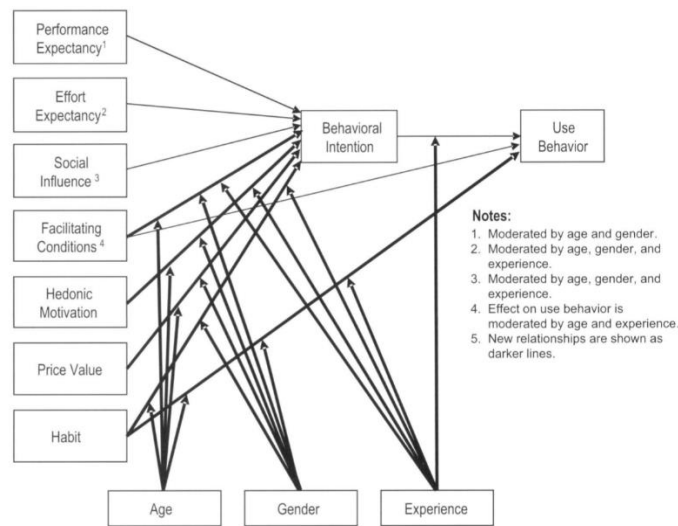 Performance
Expectancy1
Effort
Expectancy2
Social
Influence 3
Facilitating
Conditions 4
Hedonic
Motivation
Price Value
Habit
Behavioral
Intention
Use
Behavior
Notes:
1. Moderated by age and gender.
2. Moderated by age, gender, and
experience.
3. Moderated by age, gender, and
experience.
4. Effect on use behavior is
moderated by age and experience.
5. New relationships are shown as
darker lines.
Age
Gender
Experience